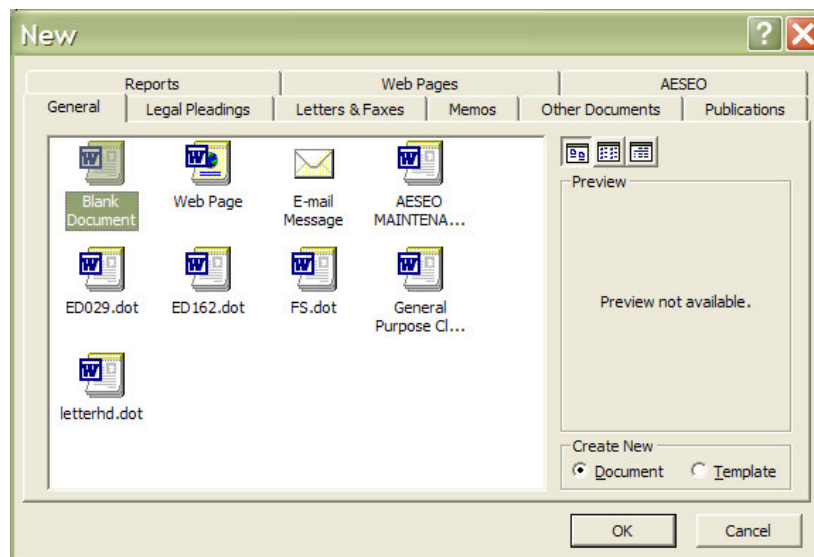 New
Reports Web Pages AESEO
General Legal Pleadings Letters & Faxes Memos Other Documents Publications
Blank Document
Web Page
E-mail Message
AESEO MAINTENA...
ED029.dot
ED162.dot
FS.dot
General Purpose Cl...
letterhd.dot
Preview
Preview not available.
Create New
Document Template
OK Cancel